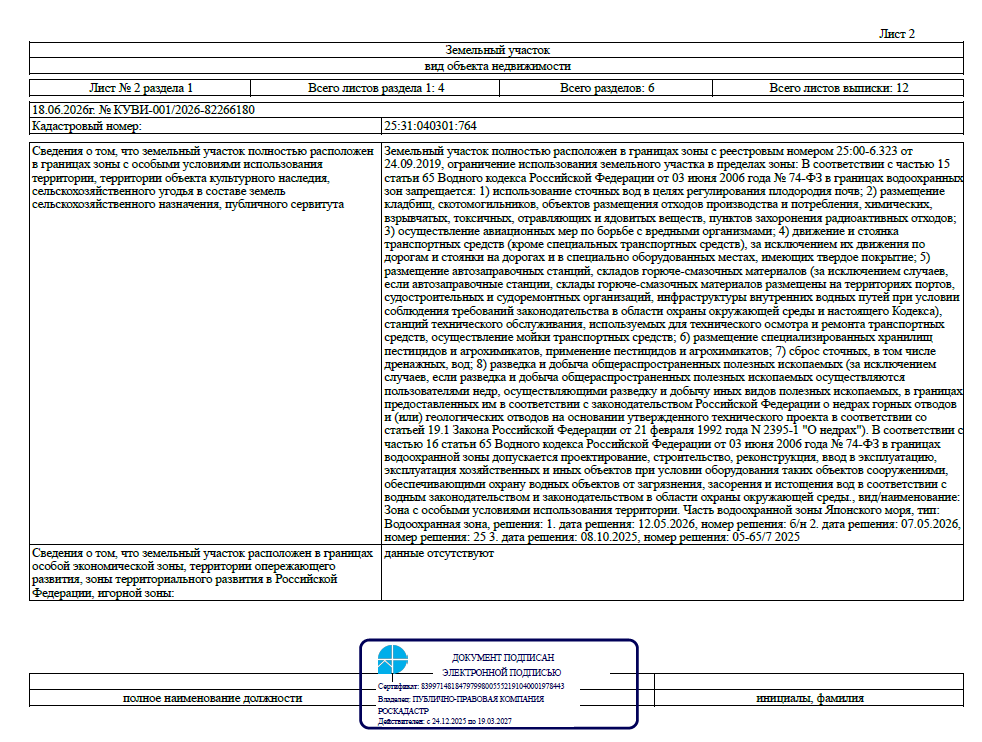 Лист 2
Земельный участок
вид объекта недвижимости
Лист № 2 раздела 1
Всего листов раздела 1: 4
Всего разделов: 6
Всего листов выписки: 12
18.06.2026г. № КУВИ-001/2026-82266180
Кадастровый номер:
25:31:040301:764
Сведения о том, что земельный участок полностью расположен
в границах зоны с особыми условиями использования
территории, территории объекта культурного наследия,
сельскохозяйственного угодья в составе земель
сельскохозяйственного назначения, публичного сервитута
Земельный участок полностью расположен в границах зоны с реестровым номером 25:00-6.323 от
24.09.2019, ограничение использования земельного участка в пределах зоны: В соответствии с частью 15
статьи 65 Водного кодекса Российской Федерации от 03 июня 2006 года № 74-ФЗ в границах водоохранных
зон запрещается: 1) использование сточных вод в целях регулирования плодородия почв; 2) размещение
кладбищ, скотомогильников, объектов размещения отходов производства и потребления, химических,
взрывчатых, токсичных, отравляющих и ядовитых веществ, пунктов захоронения радиоактивных отходов;
3) осуществление авиационных мер по борьбе с вредными организмами; 4) движение и стоянка
транспортных средств (кроме специальных транспортных средств), за исключением их движения по
дорогам и стоянки на дорогах и в специально оборудованных местах, имеющих твердое покрытие; 5)
размещение автозаправочных станций, складов горюче-смазочных материалов (за исключением случаев,
если автозаправочные станции, склады горюче-смазочных материалов размещены на территориях портов,
судостроительных и судоремонтных организаций, инфраструктуры внутренних водных путей при условии
соблюдения требований законодательства в области охраны окружающей среды и настоящего Кодекса),
станций технического обслуживания, используемых для технического осмотра и ремонта транспортных
средств, осуществление мойки транспортных средств; 6) размещение специализированных хранилищ
пестицидов и агрохимикатов, применение пестицидов и агрохимикатов; 7) сброс сточных, в том числе
дренажных, вод; 8) разведка и добыча общераспространенных полезных ископаемых (за исключением
случаев, если разведка и добыча общераспространенных полезных ископаемых осуществляются
пользователями недр, осуществляющими разведку и добычу иных видов полезных ископаемых, в границах
предоставленных им в соответствии с законодательством Российской Федерации о недрах горных отводов
и (или) геологических отводов на основании утвержденного технического проекта в соответствии со
статьей 19.1 Закона Российской Федерации от 21 февраля 1992 года N 2395-1 "О недрах"). В соответствии с
частью 16 статьи 65 Водного кодекса Российской Федерации от 03 июня 2006 года № 74-ФЗ в границах
водоохранной зоны допускается проектирование, строительство, реконструкция, ввод в эксплуатацию,
эксплуатация хозяйственных и иных объектов при условии оборудования таких объектов сооружениями,
обеспечивающими охрану водных объектов от загрязнения, засорения и истощения вод в соответствии с
водным законодательством и законодательством в области охраны окружающей среды., вид/наименование:
Зона с особыми условиями использования территории. Часть водоохранной зоны Японского моря, тип:
Водоохранная зона, решения: 1. дата решения: 12.05.2026, номер решения: б/н 2. дата решения: 07.05.2026,
номер решения: 25 3. дата решения: 08.10.2025, номер решения: 05-65/7 2025
Сведения о том, что земельный участок расположен в границах
особой экономической зоны, территории опережающего
развития, зоны территориального развития в Российской
Федерации, игорной зоны:
данные отсутствуют
ДОКУМЕНТ ПОДПИСАН
ЭЛЕКТРОННОЙ ПОДПИСЬЮ
Сертификат: 83997148184797998005552191040001978443
Владелец: ПУБЛИЧНО-ПРАВОВАЯ КОМПАНИЯ
РОСКАДАСТР
Действителен: с 24.12.2025 по 19.03.2027
полное наименование должности
инициалы, фамилия